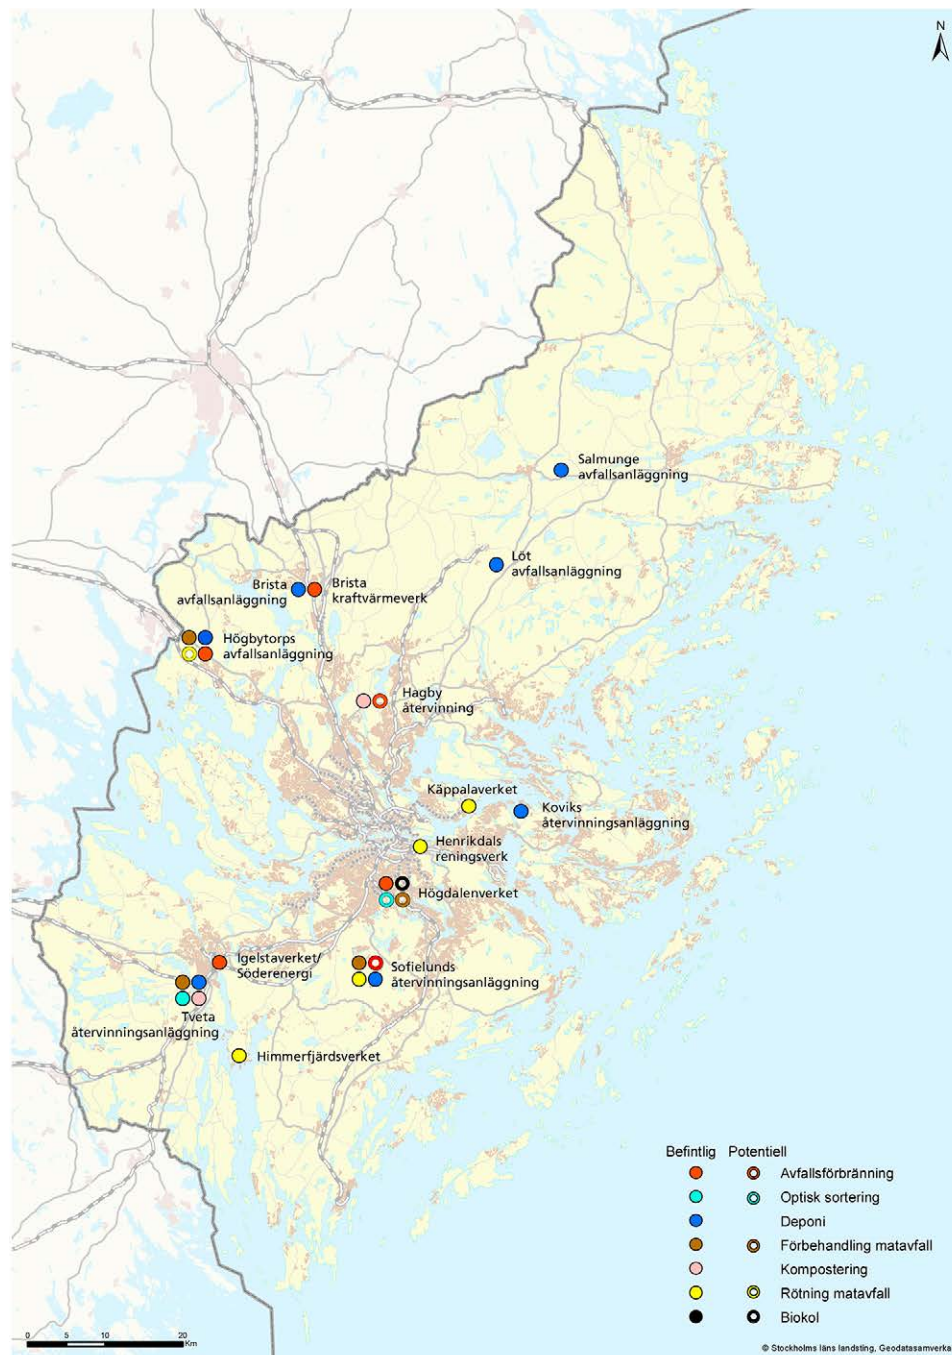 N
Salmunge
avfallsanläggning
Löt
avfallsanläggning
Brista
avfallsanläggning
Brista
kraftvärmeverk
Högbytorps
avfallsanläggning
Hagby
återvinning
Käppalaverket
Koviks
återvinningsanläggning
Henrikdals
reningsverk
Högdalenverket
Igelstaverket/
Söderenergi
Sofielunds
återvinningsanläggning
Tveta
återvinningsanläggning
Himmerfjärdsverket
Befintlig Potentiell
Avfallsförbränning
Optisk sortering
Deponi
Förbehandling matavfall
Kompostering
Rötning matavfall
Biokol
0 5 10 20
Km
© Stockholms läns landsting, Geodatasamverka